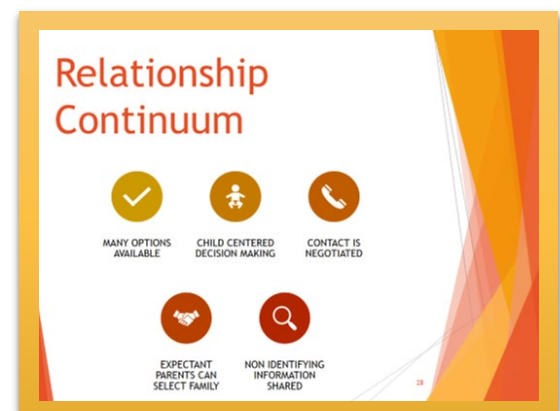 Relationship
Continuum
MANY OPTIONS
AVAILABLE
CHILD CENTERED
DECISION MAKING
CONTACT IS
NEGOTIATED
EXPECTANT
PARENTS CAN
SELECT FAMILY
NON IDENTIFYING
INFORMATION
SHARED
28